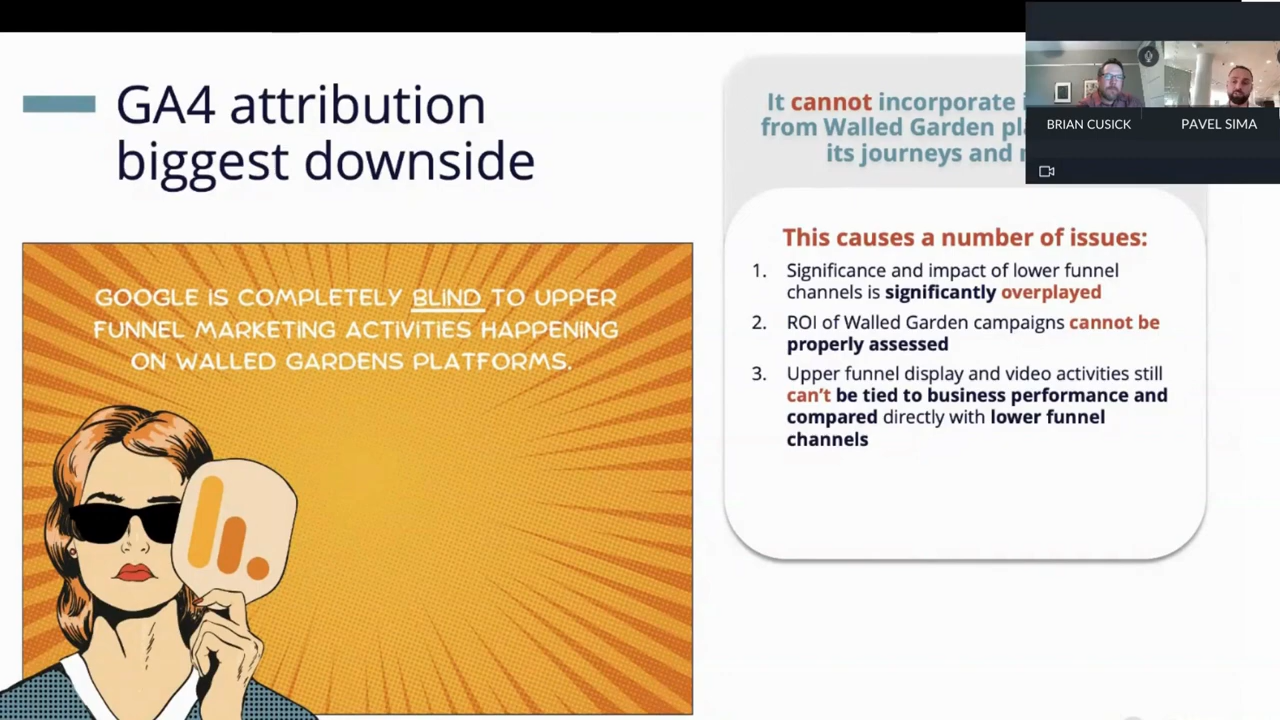 GA4 attribution
biggest downside
GOOGLE IS COMPLETELY BLIND TO UPPER
FUNNEL MARKETING ACTIVITIES HAPPENING
ON WALLED GARDENS PLATFORMS.
It cannot incorporate
from Walled Garden
its journeys and
This causes a number of issues:
1. Significance and impact of lower funnel
channels is significantly overplayed
2. ROI of Walled Garden campaigns cannot be
properly assessed
3. Upper funnel display and video activities still
can't be tied to business performance and
compared directly with lower funnel
channels
BRIAN CUSICK
PAVEL SIMA